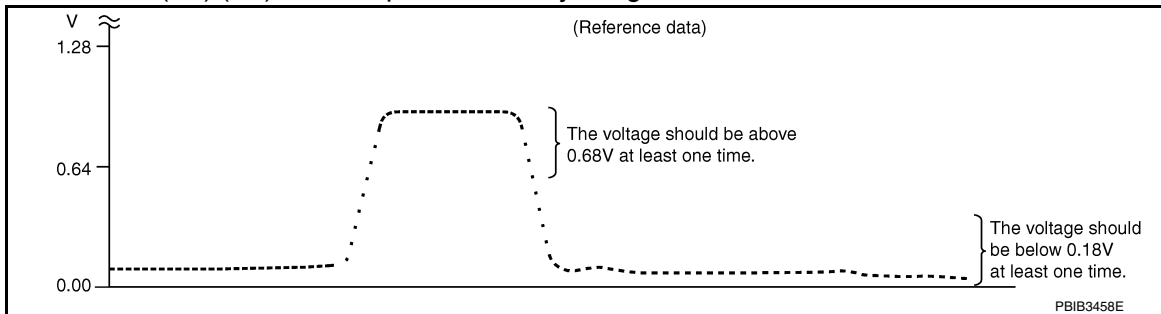 V
(Reference data)
1.28
The voltage should be above
0.68V at least one time.
0.64
The voltage should
be below 0.18V
at least one time.
0.00
PBIB3458E